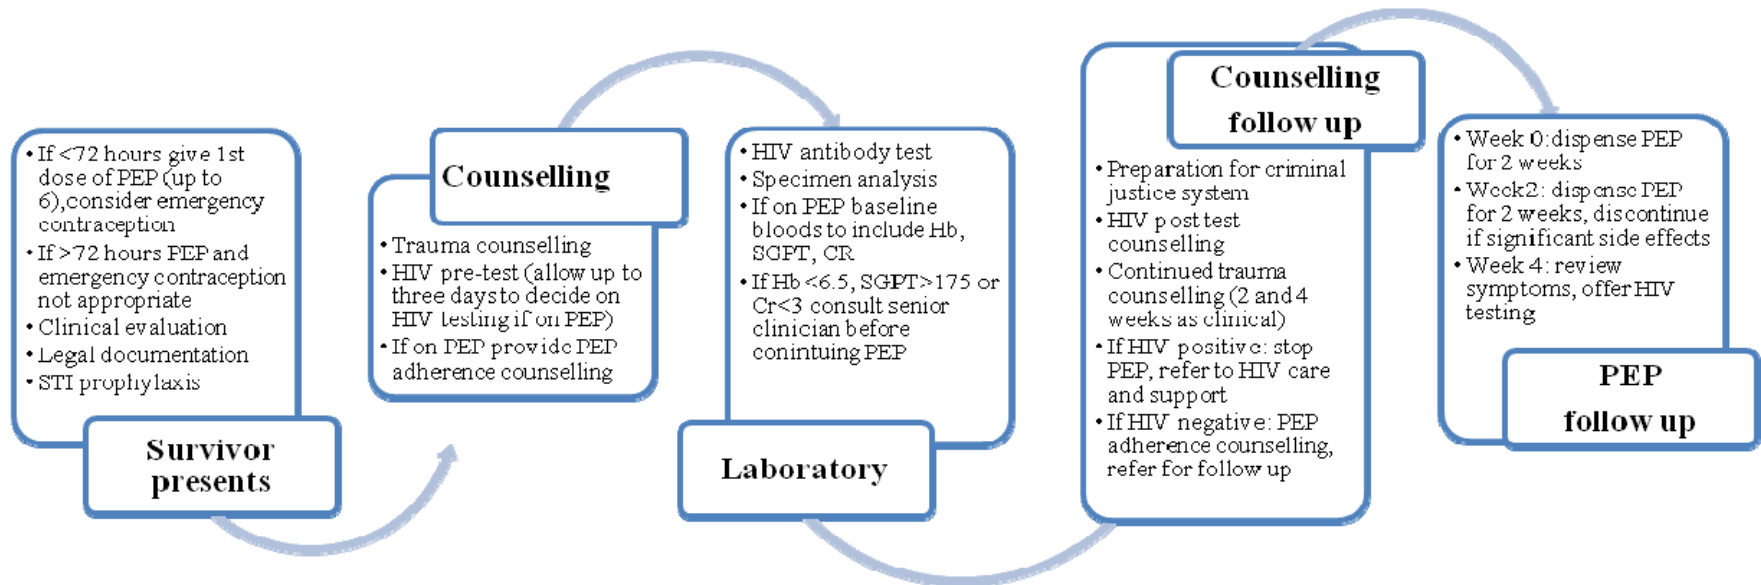 • If <72 hours give 1st
dose of PEP (up to
6),consider emergency
contraception
• If >72 hours PEP and
emergency contraception
not appropriate
• Clinical evaluation
• Legal documentation
• STI prophylaxis
Survivor
presents
Counselling
• Trauma counselling
• HIV pre-test (allow up to
three days to decide on
HIV testing if on PEP)
• If on PEP provide PEP
adherence counselling
• HIV antibody test
• Specimen analysis
• If on PEP baseline
bloods to include Hb,
SGPT, CR
• If Hb <6.5, SGPT>175 or
Cr<3 consult senior
clinician before
conintuing PEP
Laboratory
Counselling
follow up
• Preparation for criminal
justice system
• HIV post test
counselling
• Continued trauma
counselling (2 and 4
weeks as clinical)
• If HIV positive: stop
PEP, refer to HIV care
and support
• If HIV negative: PEP
adherence counselling,
refer for follow up
• Week 0: dispense PEP
for 2 weeks
• Week2: dispense PEP
for 2 weeks, discontinue
if significant side effects
• Week 4: review
symptoms, offer HIV
testing
PEP
follow up